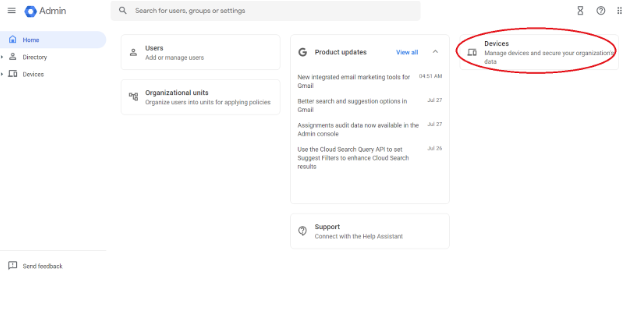 Admin
Search for users, groups or settings
Home
Directory
Devices
Users
Add or manage users
Organizational units
Organize users into units for applying policies
Product updates
View all
New integrated email marketing tools for
Gmail
04:51 AM
Better search and suggestion options in
Gmail
Jul 27
Assignments audit data now available in the
Admin console
Jul 27
Use the Cloud Search Query API to set
Suggest Filters to enhance Cloud Search
results
Jul 26
Support
Connect with the Help Assistant
Devices
Manage devices and secure your organizations
data
Send feedback